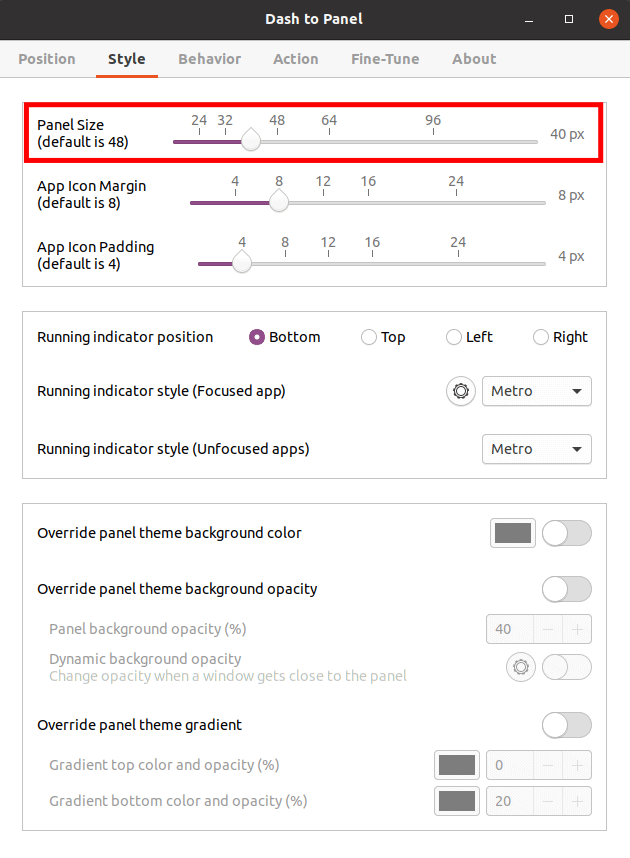 Dash to Panel
Position Style Behavior Action Fine-Tune About
24 32 48 64 96
Panel Size
(default is 48)
40 px
4 8 12 16 24
App Icon Margin
(default is 8)
8 px
4 8 12 16 24
App Icon Padding
(default is 4)
4 px
Running indicator position Bottom Top Left Right
Running indicator style (Focused app) Metro
Running indicator style (Unfocused apps) Metro
Override panel theme background color
Override panel theme background opacity
Panel background opacity (%) 40
Dynamic background opacity
Change opacity when a window gets close to the panel
Override panel theme gradient
Gradient top color and opacity (%) 0
Gradient bottom color and opacity (%) 20